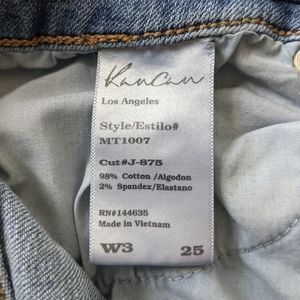 KanCan
Los Angeles
Style/Estilo#
MT1007
Cut#J-875
98% Cotton /Algodon
2% Spandex/Elastano
RN#144635
Made in Vietnam
W3 25